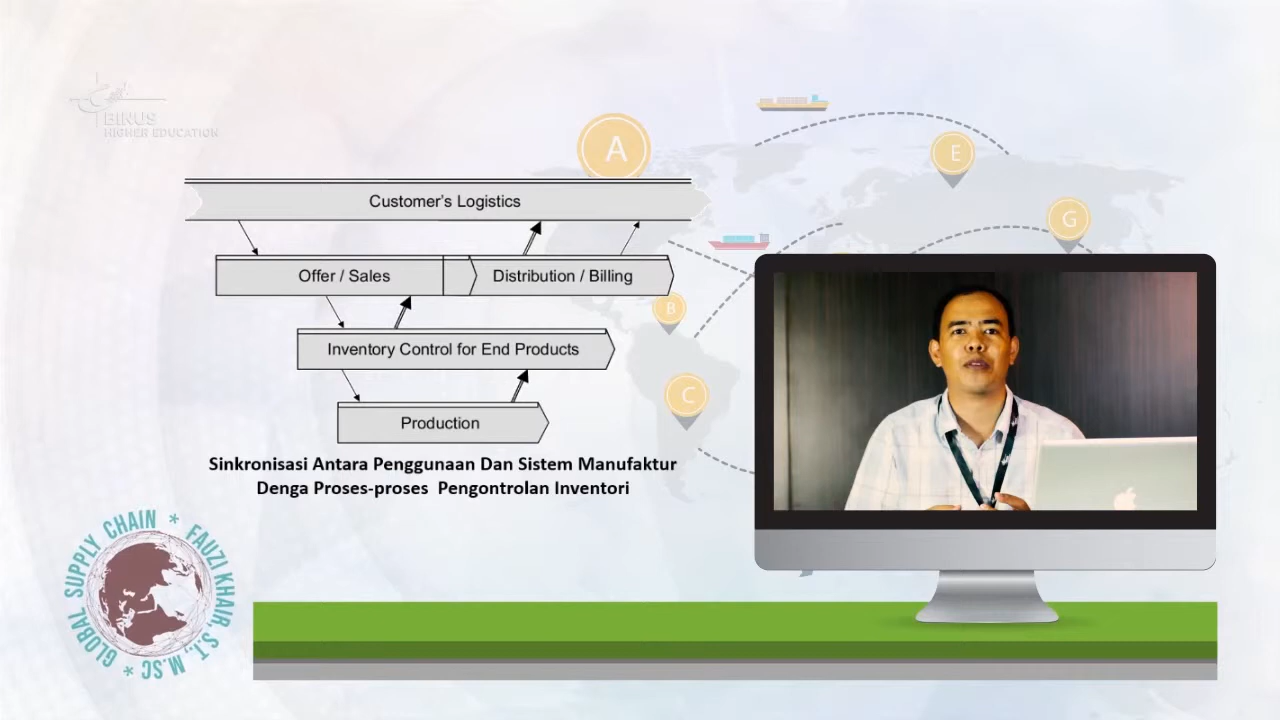 BINUS
HIGHER EDUCATION
A
E
G
Customer's Logistics
Offer / Sales
Distribution / Billing
B
Inventory Control for End Products
C
Production
Sinkronisasi Antara Penggunaan Dan Sistem Manufaktur
Denga Proses-proses Pengontrolan Inventori
* GLOBAL SUPPLY CHAIN * FAUZI KHAIR, S.T., M.SC